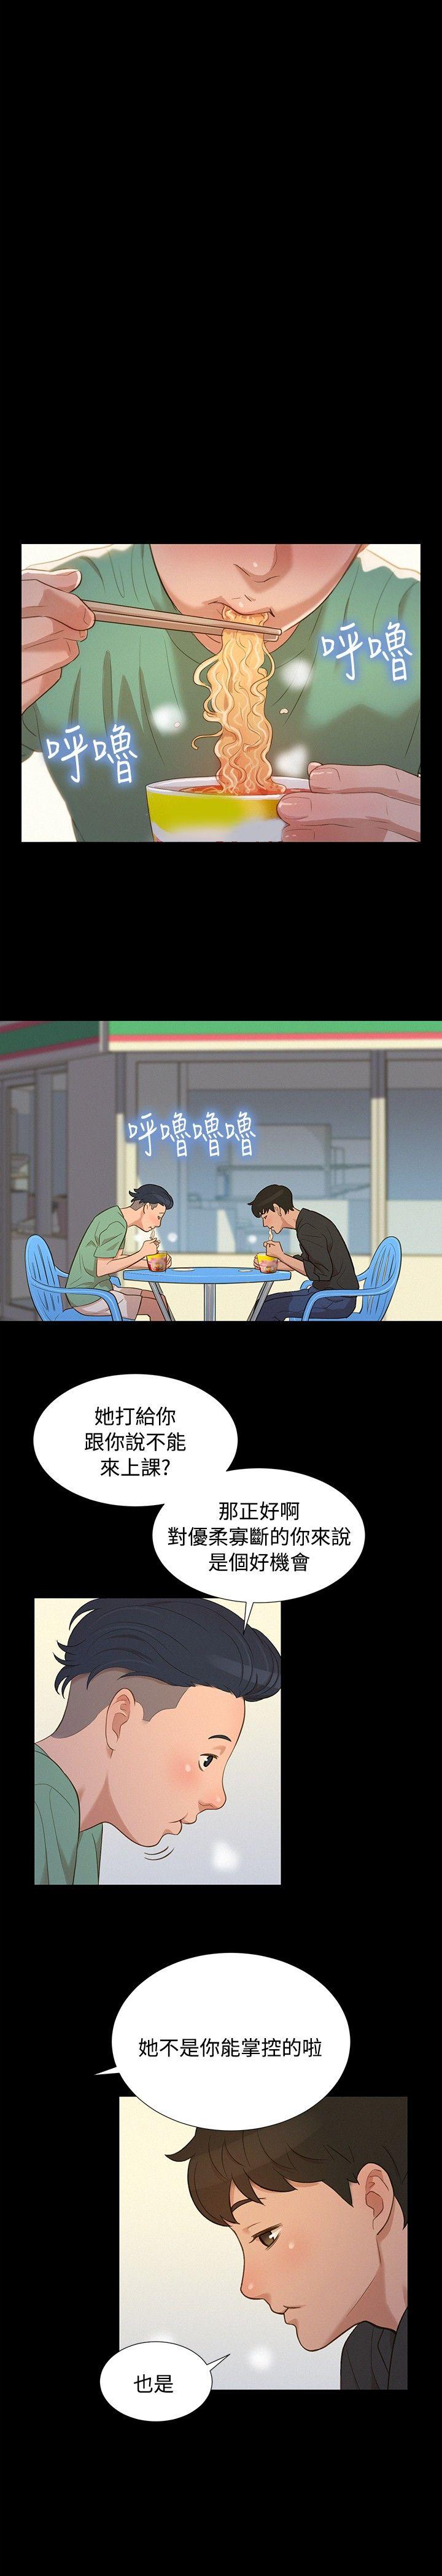 呼嚕
呼嚕
呼嚕嚕嚕
她打給你
跟你說不能
來上課?
那正好啊
對優柔寡斷的你來說
是個好機會
她不是你能掌控的啦
也是